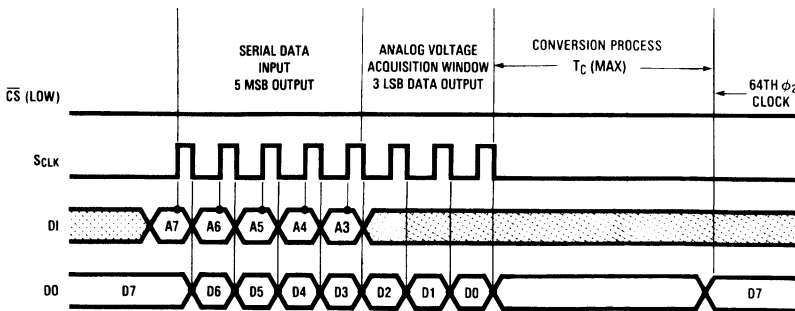 SERIAL DATA
INPUT
5 MSB OUTPUT
ANALOG VOLTAGE
ACQUISITION WINDOW
3 LSB DATA OUTPUT
CONVERSION PROCESS
TC (MAX)
64TH ϕ2
CLOCK
CS (LOW)
SCLK
DI
A7 A6 A5 A4 A3
DO
D7 D6 D5 D4 D3 D2 D1 D0 D7